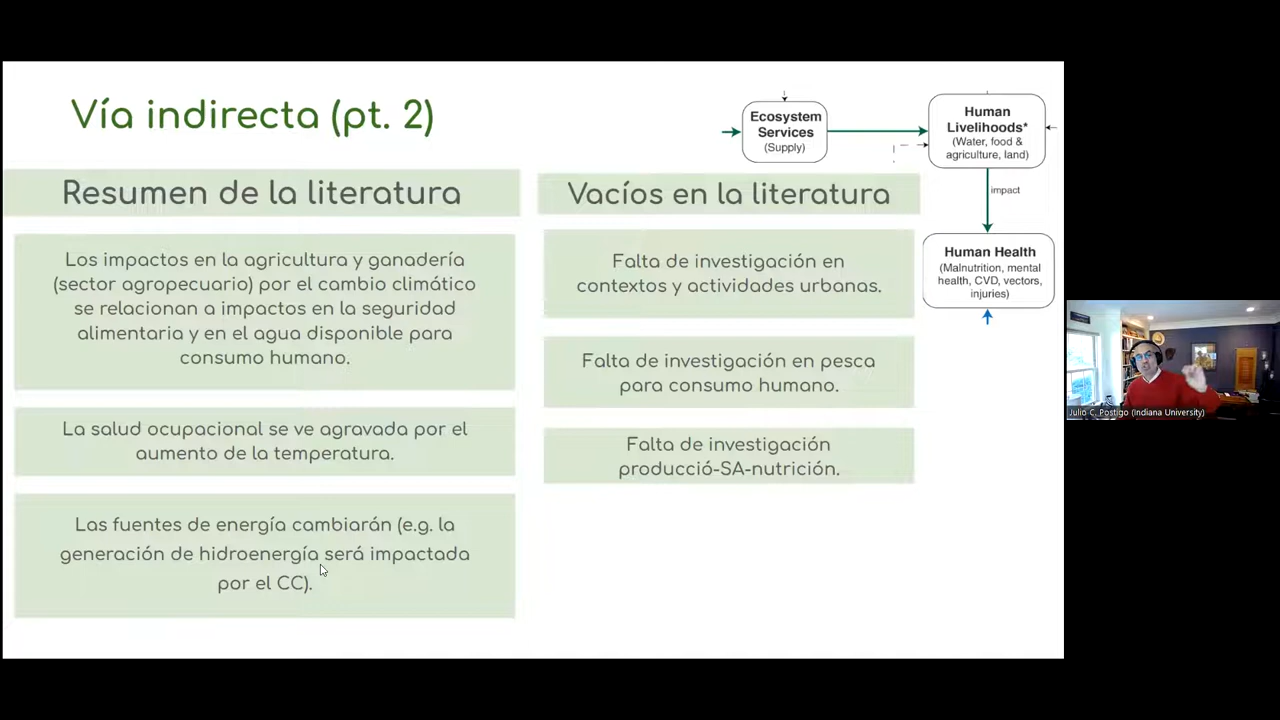 Vía indirecta (pt. 2)
Ecosystem
Services
(Supply)
Human
Livelihoods*
(Water, food &
agriculture, land)
impact
Human Health
(Malnutrition, mental
health, CVD, vectors,
injuries)
Resumen de la literatura
Los impactos en la agricultura y ganadería
(sector agropecuario) por el cambio climático
se relacionan a impactos en la seguridad
alimentaria y en el agua disponible para
consumo humano.
La salud ocupacional se ve agravada por el
aumento de la temperatura.
Las fuentes de energía cambiarán (e.g. la
generación de hidroenergía será impactada
por el CC).
Vacíos en la literatura
Falta de investigación en
contextos y actividades urbanas.
Falta de investigación en pesca
para consumo humano.
Falta de investigación
producció-SA-nutrición.
Julio C. Postigo (Indiana University)